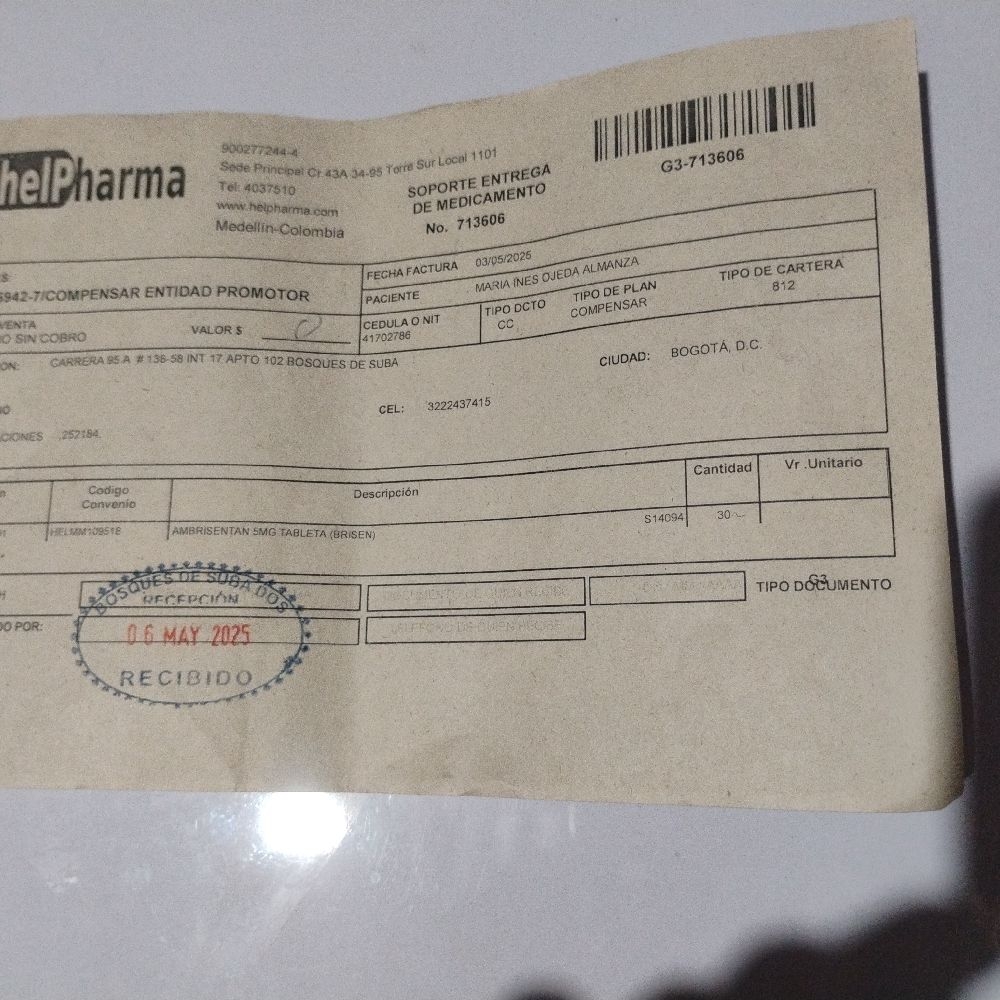 helPharma
900277244-4
Sede Principal Cr 43A 34-95 Torre Sur Local 1101
Tel: 4037510
www.helpharma.com
Medellín-Colombia
SOPORTE ENTREGA
DE MEDICAMENTO
No. 713606
G3-713606
S:
6942-7/COMPENSAR ENTIDAD PROMOTOR
FECHA FACTURA 03/05/2025
PACIENTE MARIA INES OJEDA ALMANZA
VENTA
O SIN COBRO
VALOR $ 0
CEDULA O NIT
41702786
TIPO DCTO
CC
TIPO DE PLAN
COMPENSAR
TIPO DE CARTERA
812
ON: CARRERA 95 A # 136-58 INT 17 APTO 102 BOSQUES DE SUBA
CIUDAD: BOGOTÁ, D.C.
CEL: 3222437415
CIONES .252184.
Codigo
Convenio
Descripción
Cantidad
Vr .Unitario
HELMM109518
AMBRISENTAN 5MG TABLETA (BRISEN)
S14094
30
TIPO DOCUMENTO
G3
DO POR:
BOSQUES DE SUBA DOS
RECEPCIÓN
06 MAY 2025
RECIBIDO